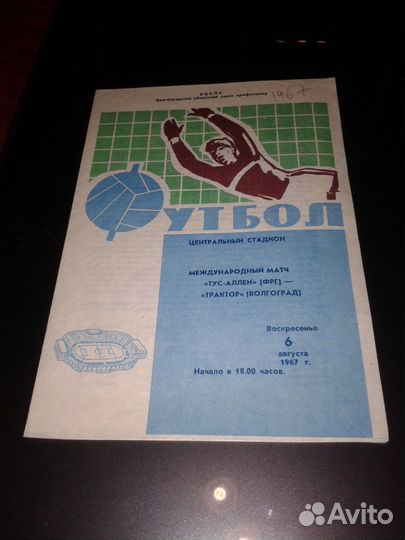 ВЦСПС
Волгоградский областной совет профсоюзов
1967
ФУТБОЛ
ЦЕНТРАЛЬНЫЙ СТАДИОН
МЕЖДУНАРОДНЫЙ МАТЧ
«ТУС-АЛЛЕН» (ФРГ) —
«ТРАКТОР» (ВОЛГОГРАД)
Воскресенье
6
августа
1967 г.
Начало в 18.00 часов.
Avito